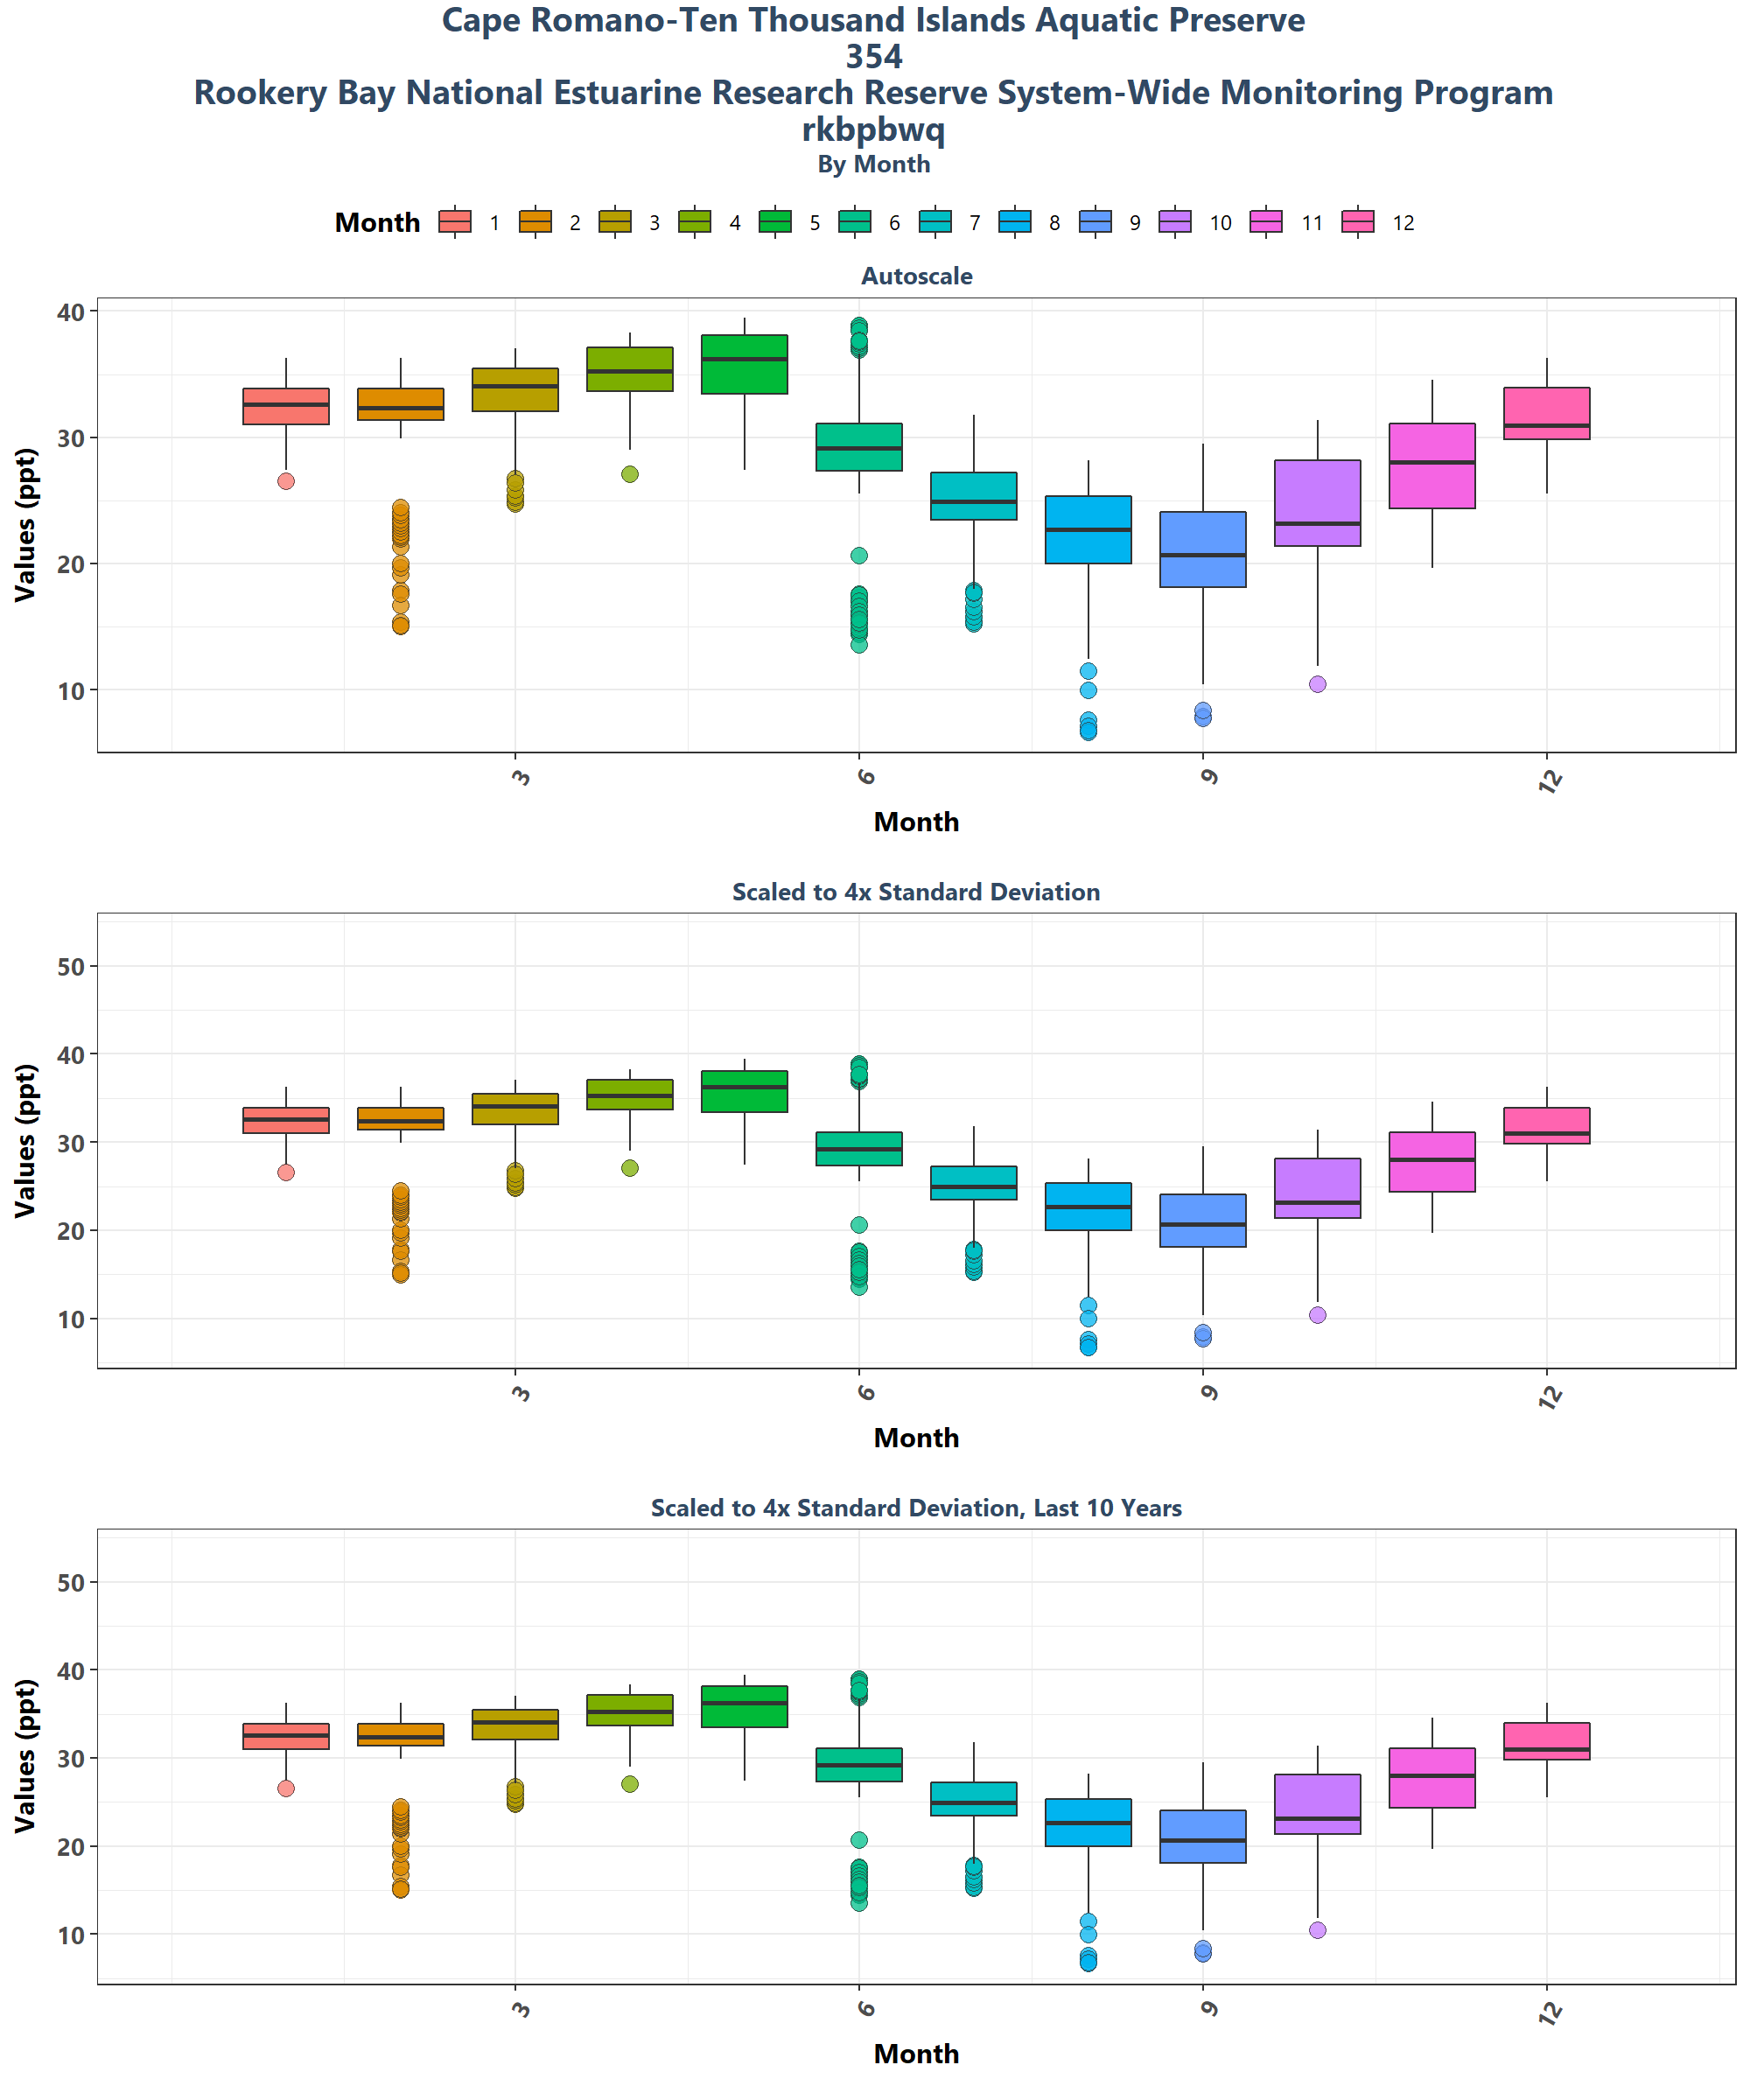 Cape Romano-Ten Thousand Islands Aquatic Preserve
354
Rookery Bay National Estuarine Research Reserve System-Wide Monitoring Program
rkbpbwq
By Month
Month 1 2 3 4 5 6 7 8 9 10 11 12
Autoscale
Values (ppt)
40
30
20
10
3 6 9 12
Month
Scaled to 4x Standard Deviation
Values (ppt)
50
40
30
20
10
3 6 9 12
Month
Scaled to 4x Standard Deviation, Last 10 Years
Values (ppt)
50
40
30
20
10
3 6 9 12
Month